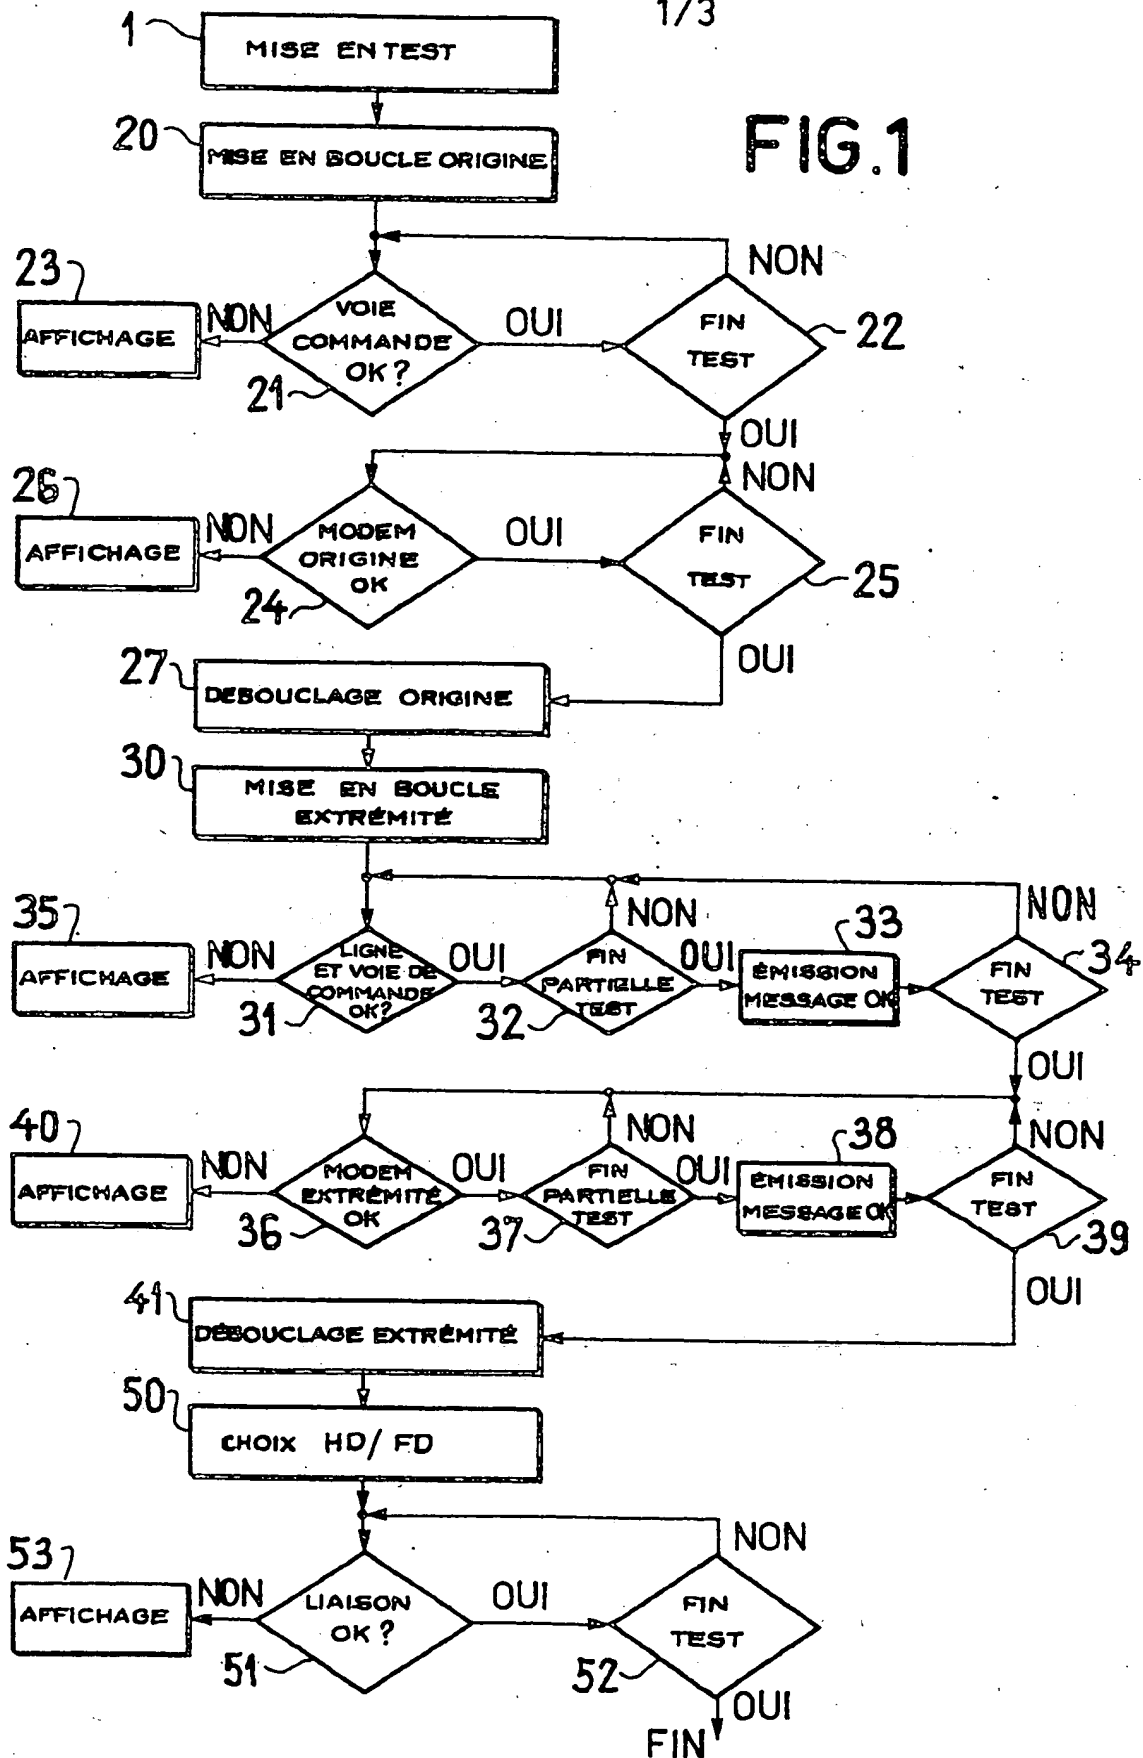 1/3
1
MISE EN TEST
FIG.1
20
MISE EN BOUCLE ORIGINE
NON
23
AFFICHAGE
NON
VOIE
COMMANDE
OK?
21
OUI
FIN
TEST
22
OUI
NON
26
AFFICHAGE
NON
MODEM
ORIGINE
OK
24
OUI
FIN
TEST
25
OUI
27
DEBOUCLAGE ORIGINE
30
MISE EN BOUCLE
EXTRÉMITÉ
35
AFFICHAGE
NON
LIGNE
ET VOIE DE
COMMANDE
OK?
31
OUI
NON
FIN
PARTIELLE
TEST
32
OUI
33
ÉMISSION
MESSAGE OK
NON
FIN
TEST
34
OUI
40
AFFICHAGE
NON
MODEM
EXTRÉMITÉ
OK
36
OUI
NON
FIN
PARTIELLE
TEST
37
OUI
38
ÉMISSION
MESSAGE OK
NON
FIN
TEST
39
OUI
41
DÉBOUCLAGE EXTRÉMITÉ
50
CHOIX HD/FD
53
AFFICHAGE
NON
LIAISON
OK?
51
OUI
NON
FIN
TEST
52
OUI
FIN